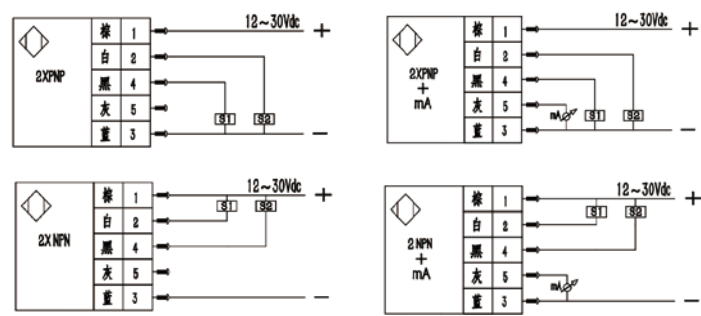 棕 1 12~30Vdc +
白 2
2XPNP
黑 4
灰 5 S1 S2
蓝 3 −
棕 1 12~30Vdc +
白 2
2XPNP
+
mA
黑 4
灰 5 mA S1 S2
蓝 3 −
棕 1 12~30Vdc +
S1 S2
白 2
2X NPN
黑 4
灰 5
蓝 3 −
棕 1 12~30Vdc +
S1 S2
白 2
2 NPN
+
mA
黑 4
灰 5 mA
蓝 3 −